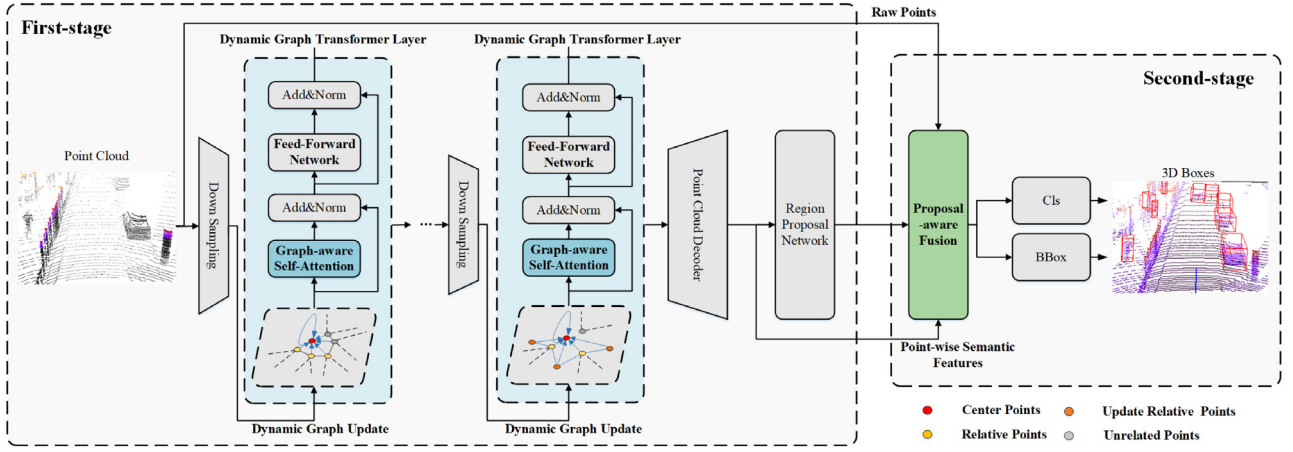 First-stage
Raw Points
Second-stage
Dynamic Graph Transformer Layer
Add&Norm
Feed-Forward
Network
Add&Norm
Graph-aware
Self-Attention
Dynamic Graph Update
Dynamic Graph Transformer Layer
Add&Norm
Feed-Forward
Network
Add&Norm
Graph-aware
Self-Attention
Dynamic Graph Update
Point Cloud
Down Sampling
...
Down Sampling
Point Cloud Decoder
Region
Proposal
Network
Proposal
-aware
Fusion
Cls
BBox
3D Boxes
Point-wise Semantic
Features
Center Points
Update Relative Points
Relative Points
Unrelated Points